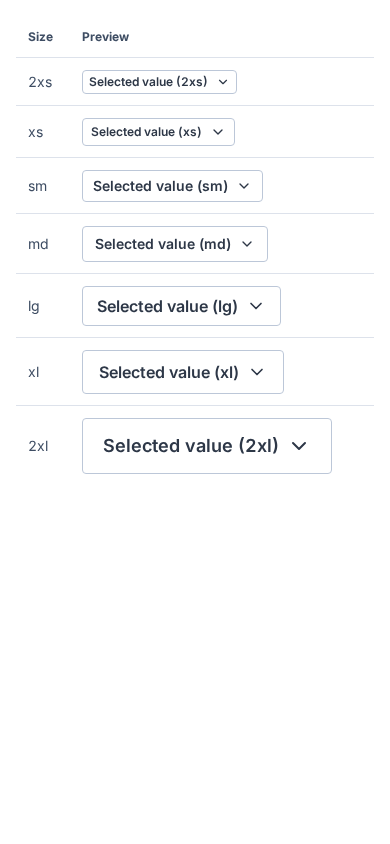 Size Preview
2xs Selected value (2xs)
xs Selected value (xs)
sm Selected value (sm)
md Selected value (md)
lg Selected value (lg)
xl Selected value (xl)
2xl Selected value (2xl)